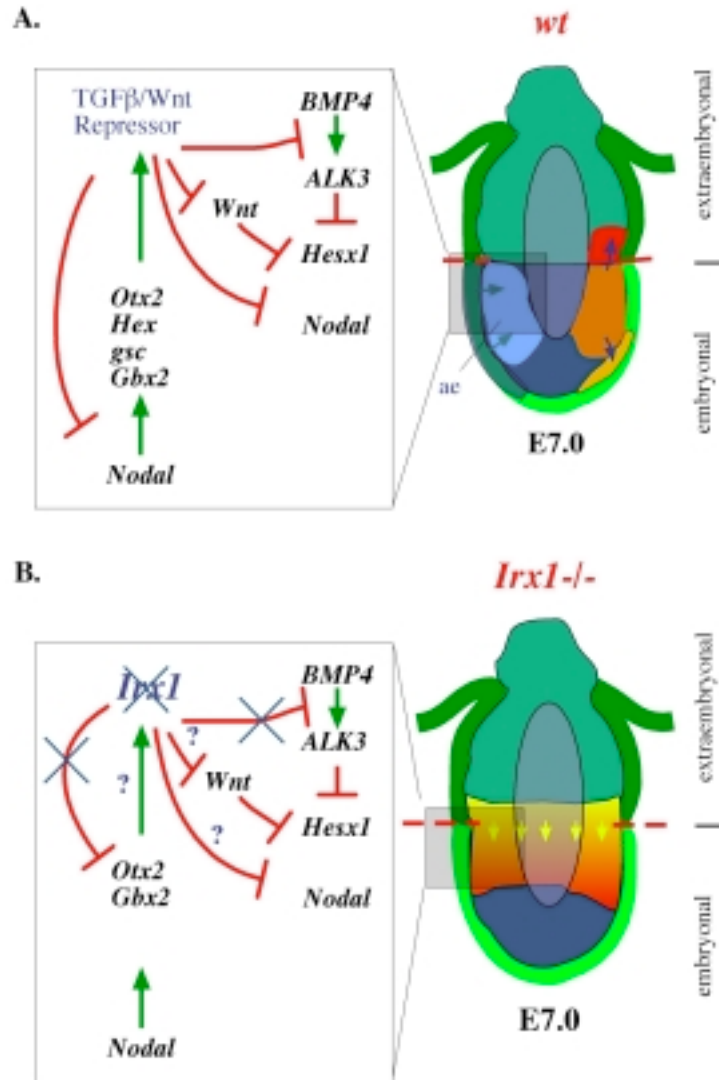 A.
wt
TGFβ/Wnt
Repressor
BMP4
ALK3
Wnt
Hesx1
Otx2
Hex
gsc
Gbx2
Nodal
Nodal
ae
E7.0
extraembryonal
embryonal
B.
Irx1-/-
Irx1
BMP4
?
ALK3
?
Wnt
?
Hesx1
Otx2
Gbx2
Nodal
Nodal
E7.0
extraembryonal
embryonal